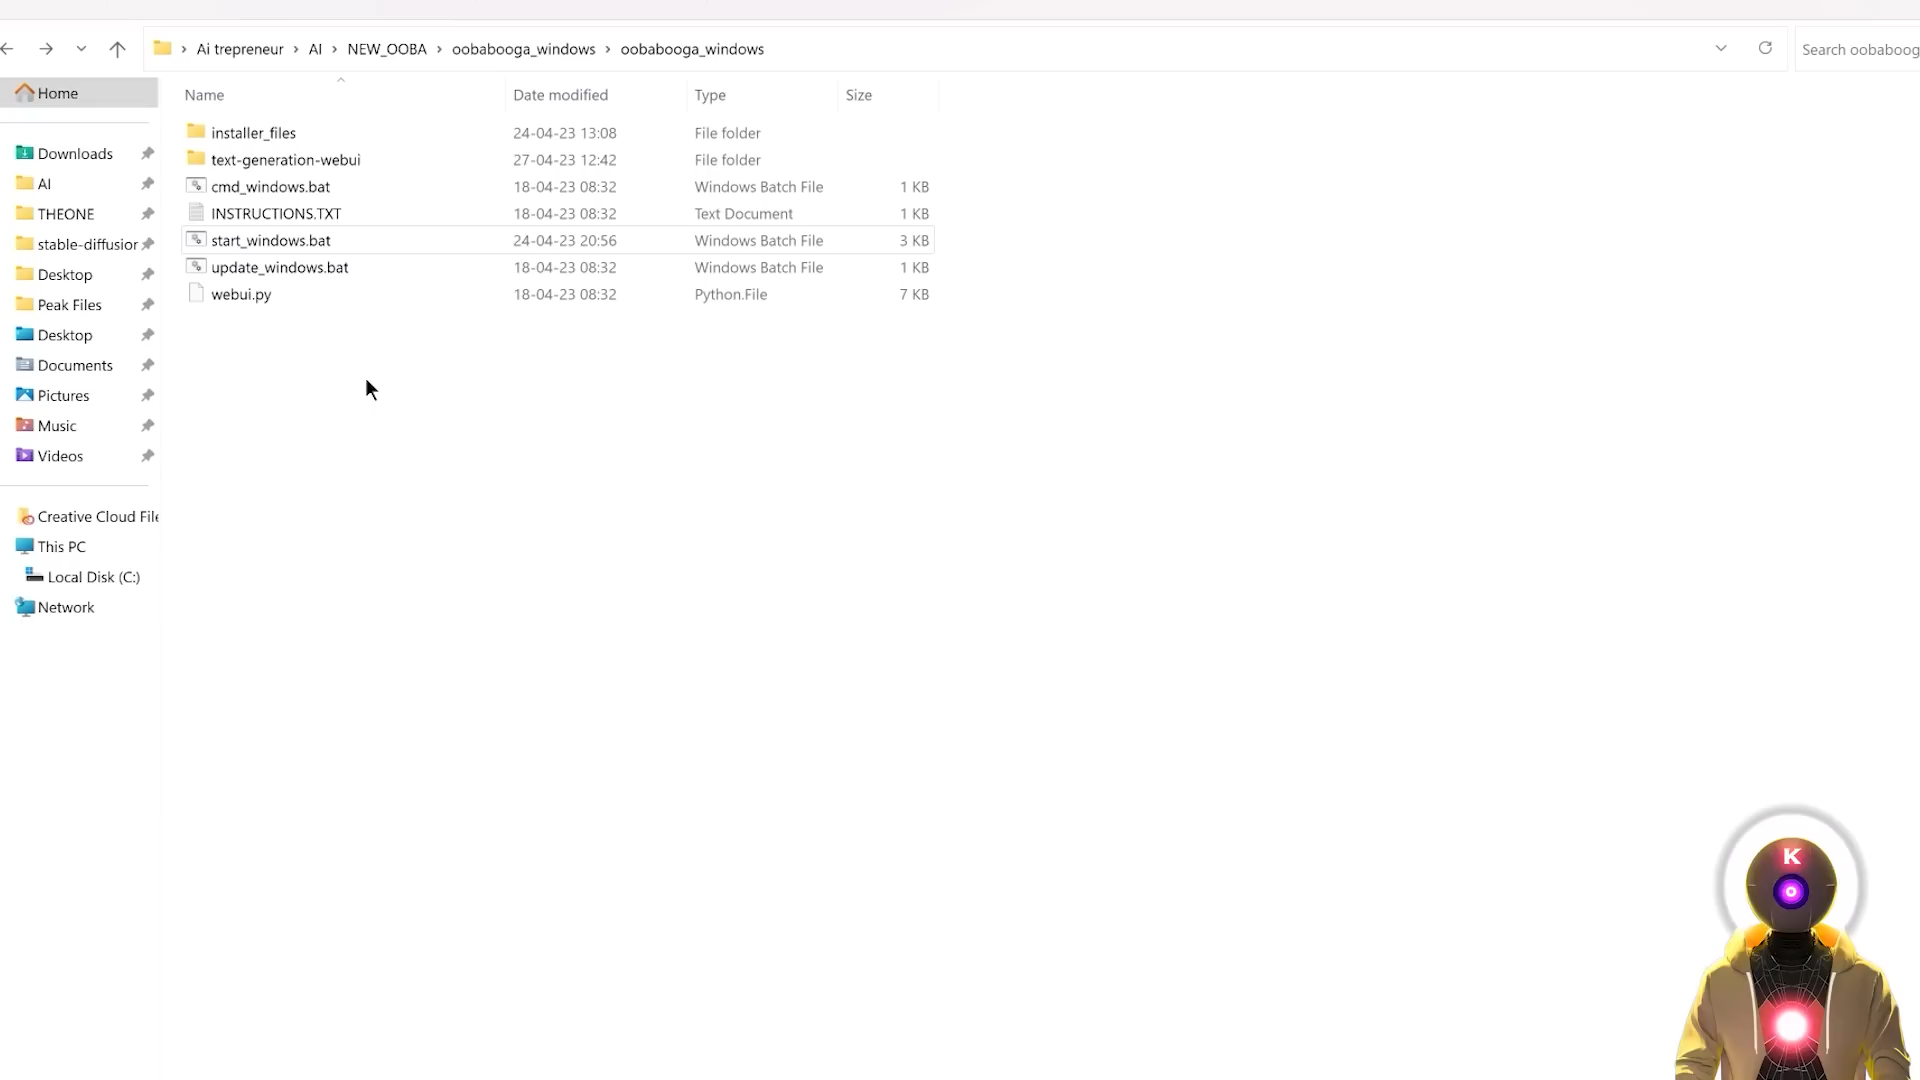 Ai trepreneur › AI › NEW_OOBA › oobabooga_windows › oobabooga_windows
Search oobaboog
Home
Downloads
AI
THEONE
stable-diffusior
Desktop
Peak Files
Desktop
Documents
Pictures
Music
Videos
Creative Cloud File
This PC
Local Disk (C:)
Network
Name Date modified Type Size
installer_files 24-04-23 13:08 File folder
text-generation-webui 27-04-23 12:42 File folder
cmd_windows.bat 18-04-23 08:32 Windows Batch File 1 KB
INSTRUCTIONS.TXT 18-04-23 08:32 Text Document 1 KB
start_windows.bat 24-04-23 20:56 Windows Batch File 3 KB
update_windows.bat 18-04-23 08:32 Windows Batch File 1 KB
webui.py 18-04-23 08:32 Python.File 7 KB
K